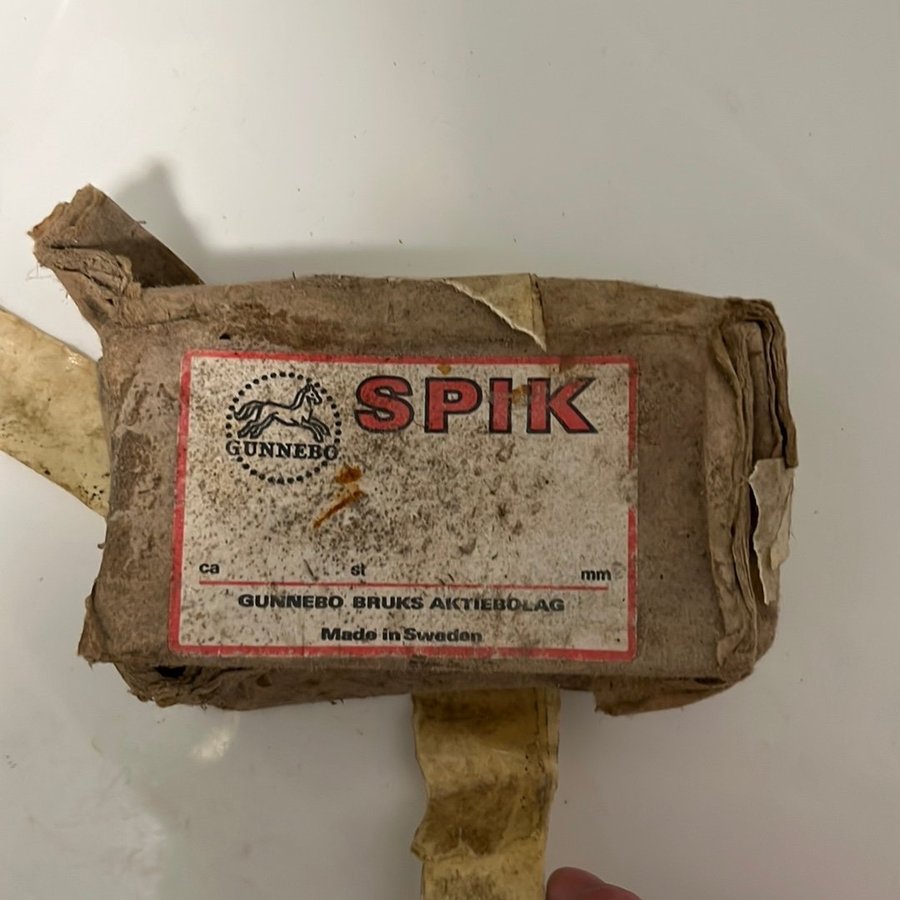 SPIK
GUNNEBO
ca st mm
GUNNEBO BRUKS AKTIEBOLAG
Made in Sweden